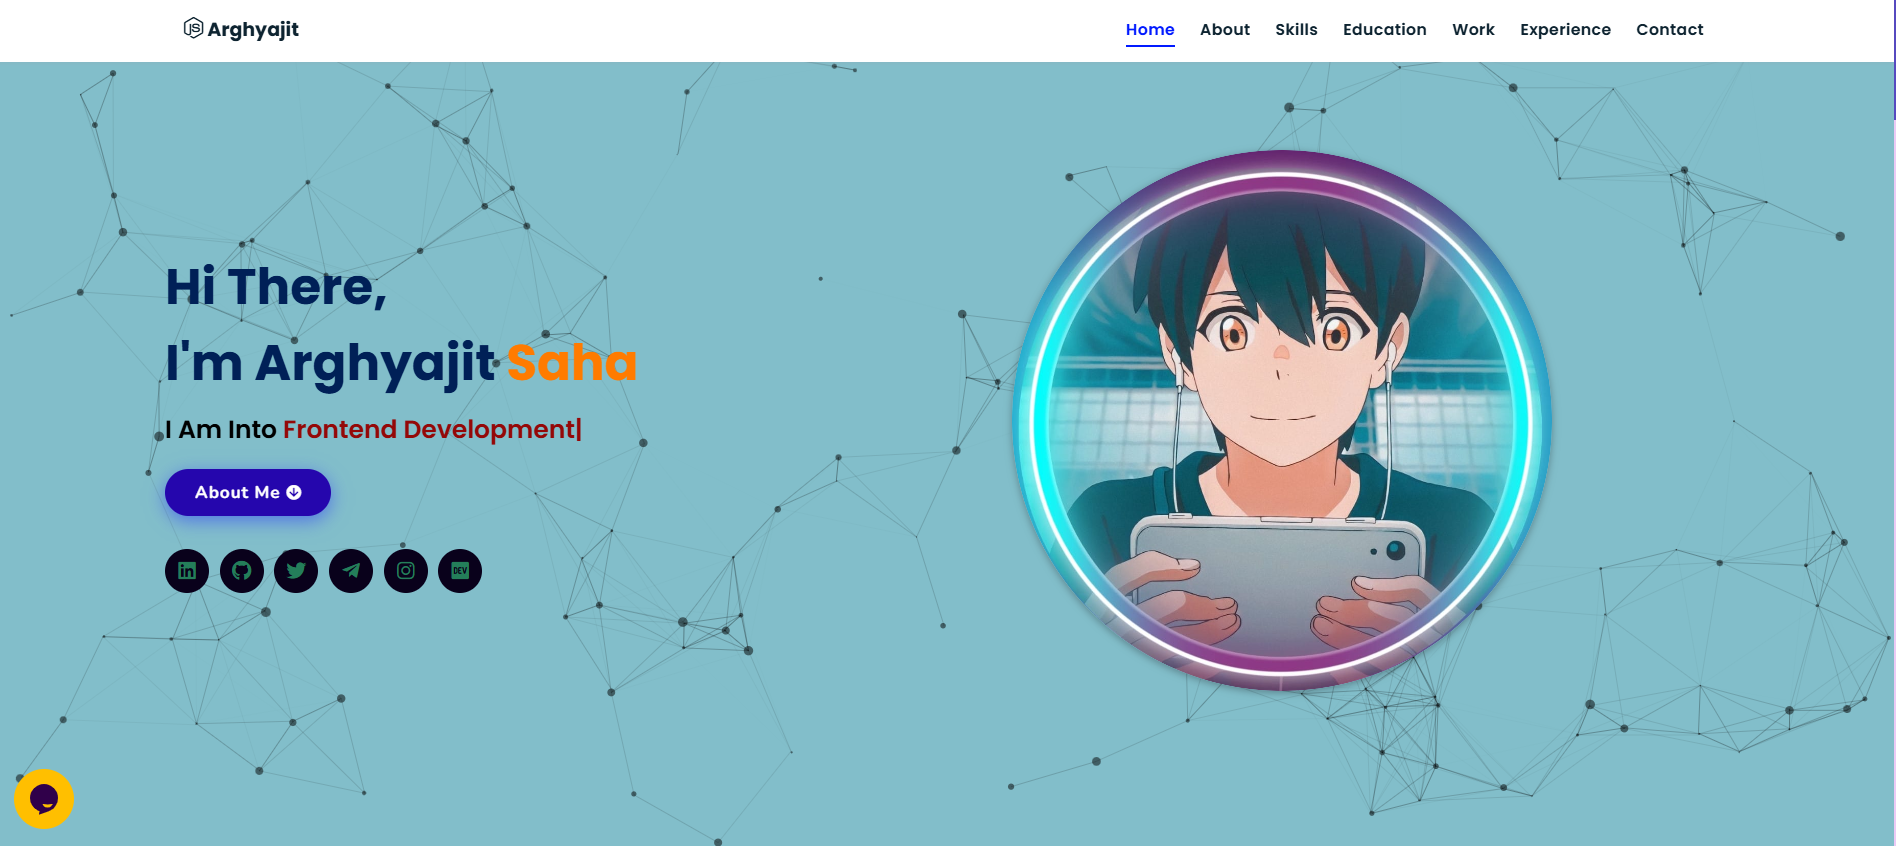 Arghyajit
Home About Skills Education Work Experience Contact
Hi There,
I'm Arghyajit Saha
I Am Into Frontend Development|
About Me
in DEV